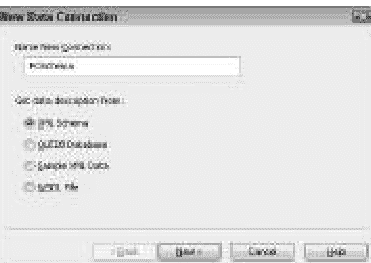 New Data Connection
Name New Connection:
Get data description from:
XML Schema
OLEDB Database
Sample XML Data
WSDL File
< Back
Next >
Cancel
Help